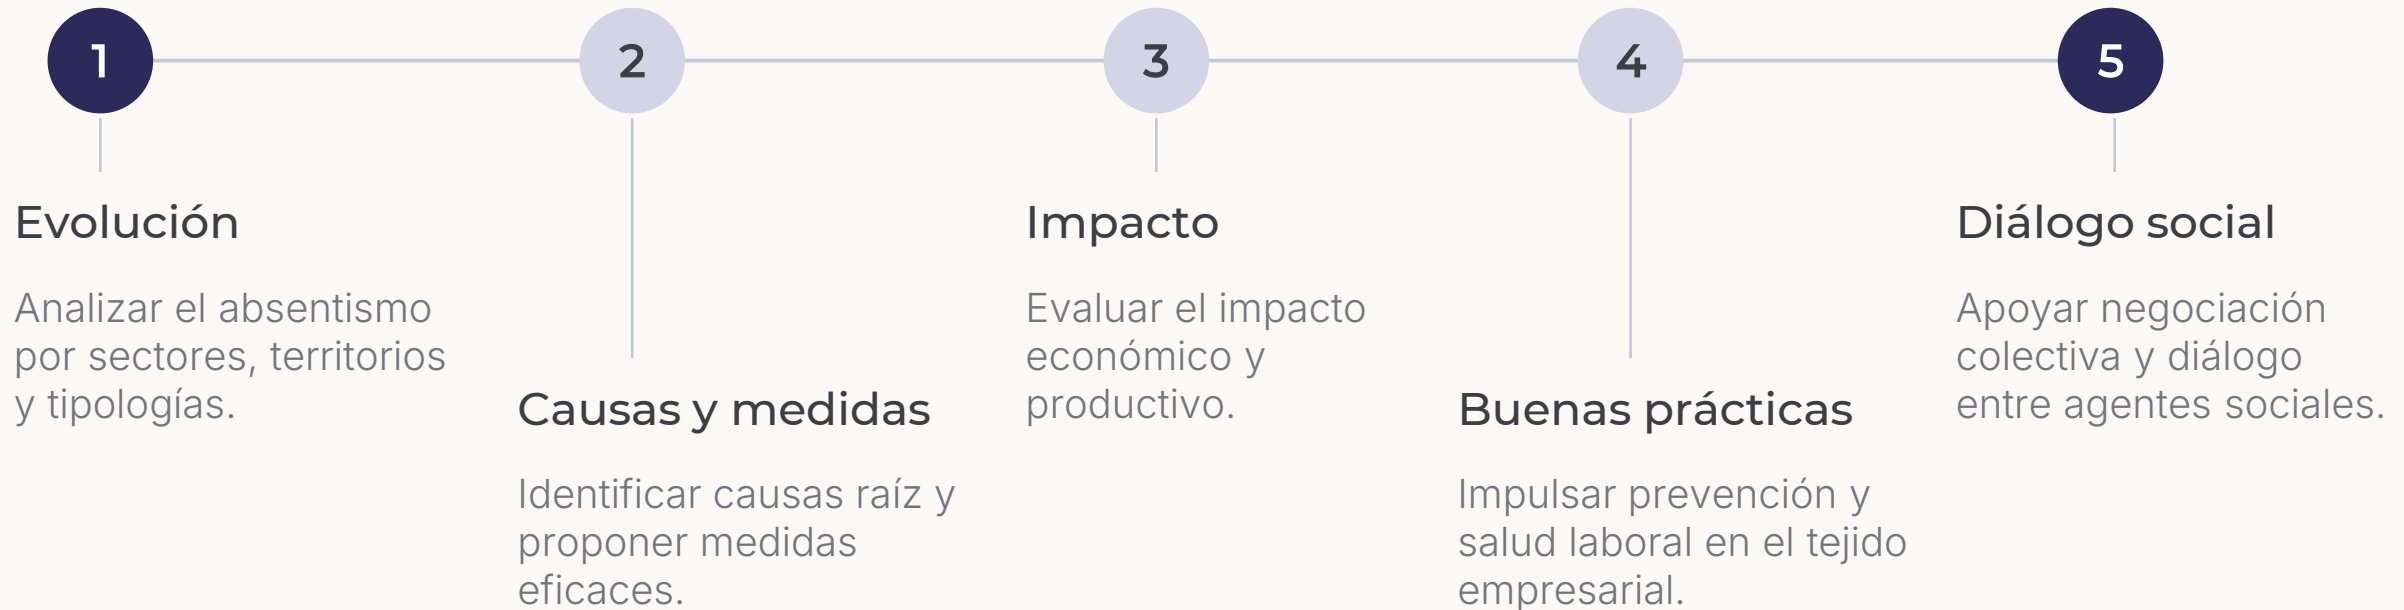 1
2
3
4
5
Evolución
Analizar el absentismo
por sectores, territorios
y tipologías.
Causas y medidas
Identificar causas raíz y
proponer medidas
eficaces.
Impacto
Evaluar el impacto
económico y
productivo.
Buenas prácticas
Impulsar prevención y
salud laboral en el tejido
empresarial.
Diálogo social
Apoyar negociación
colectiva y diálogo
entre agentes sociales.